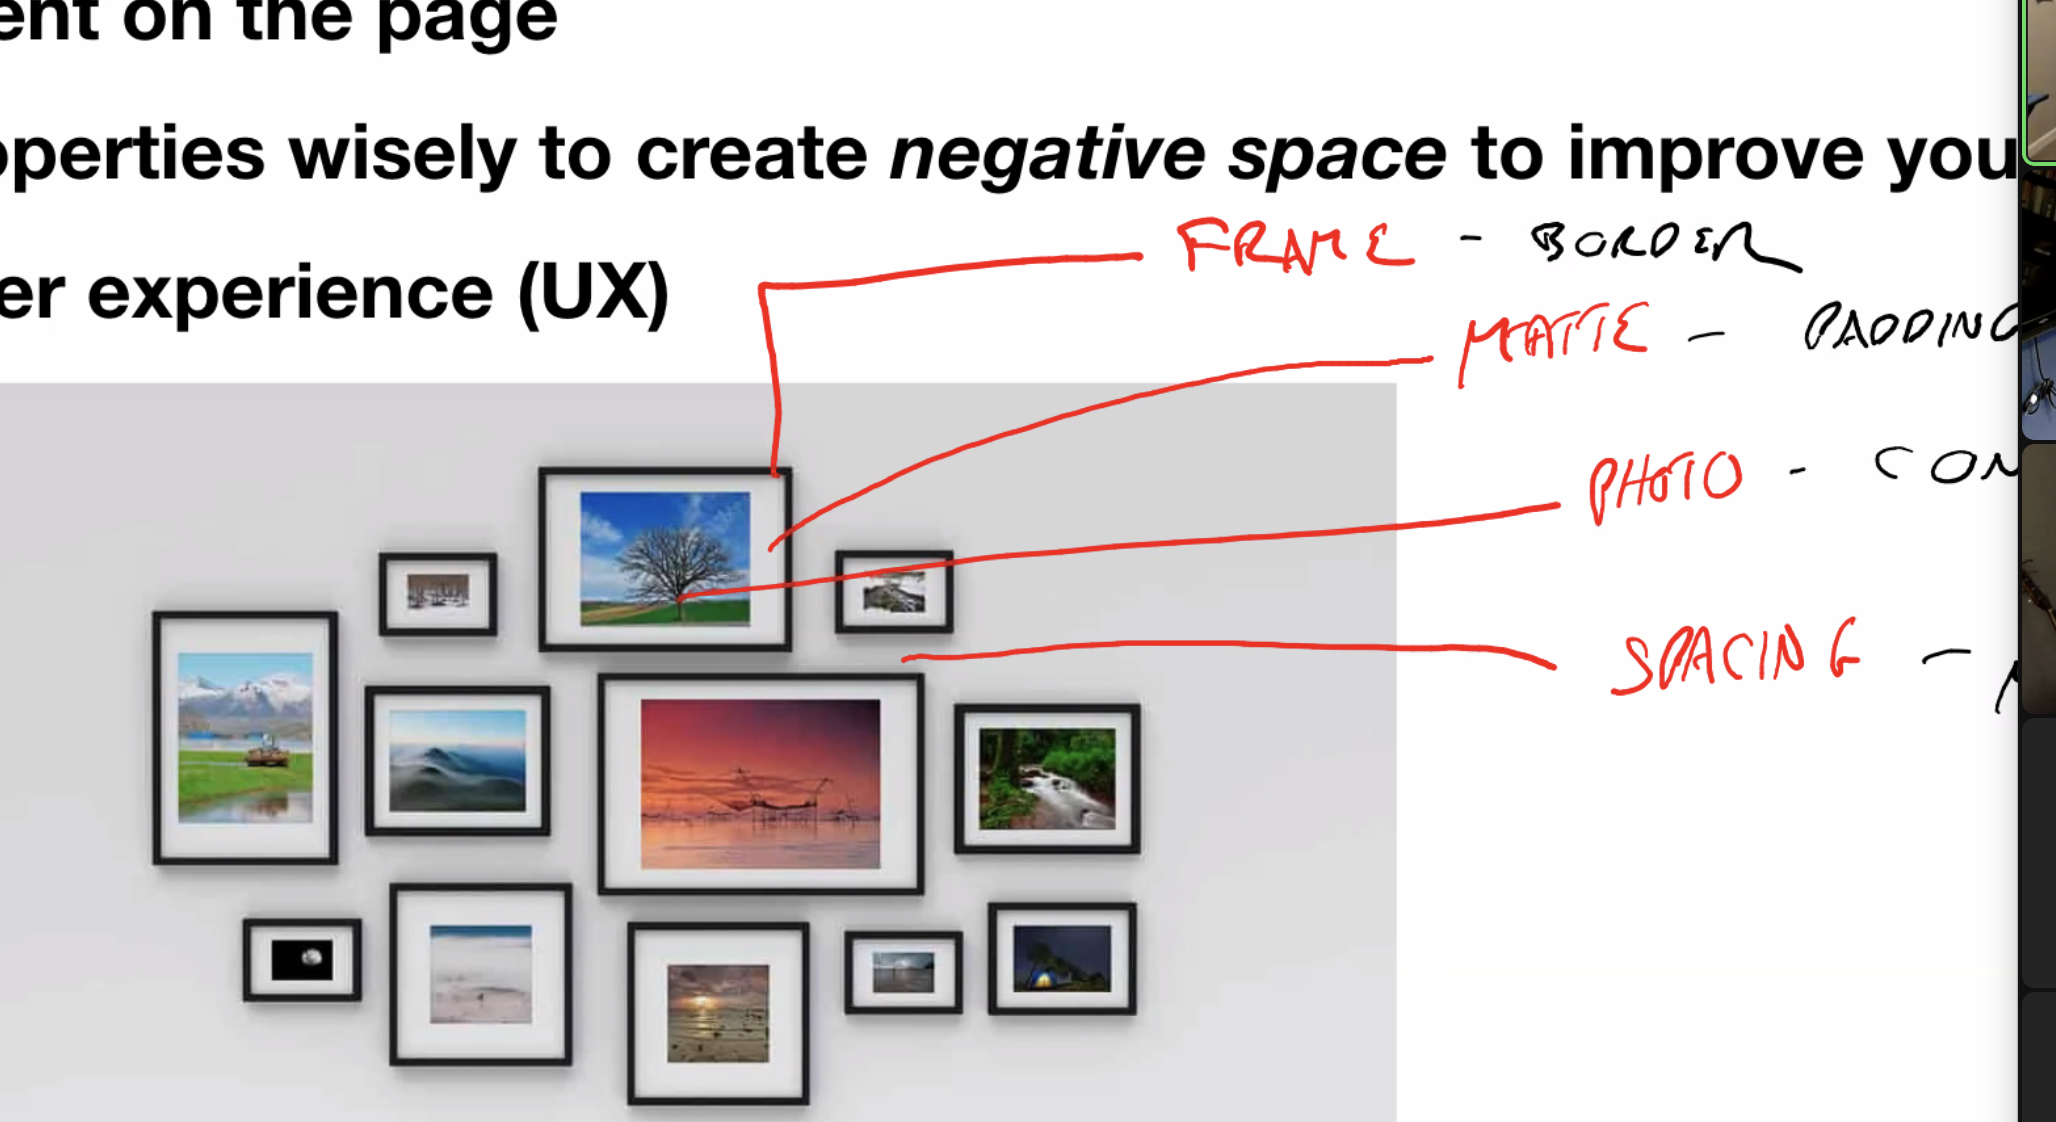 ent on the page
operties wisely to create negative space to improve you
er experience (UX)
FRAME - BORDER
MATTE - PADDING
PHOTO - CON
SPACING -